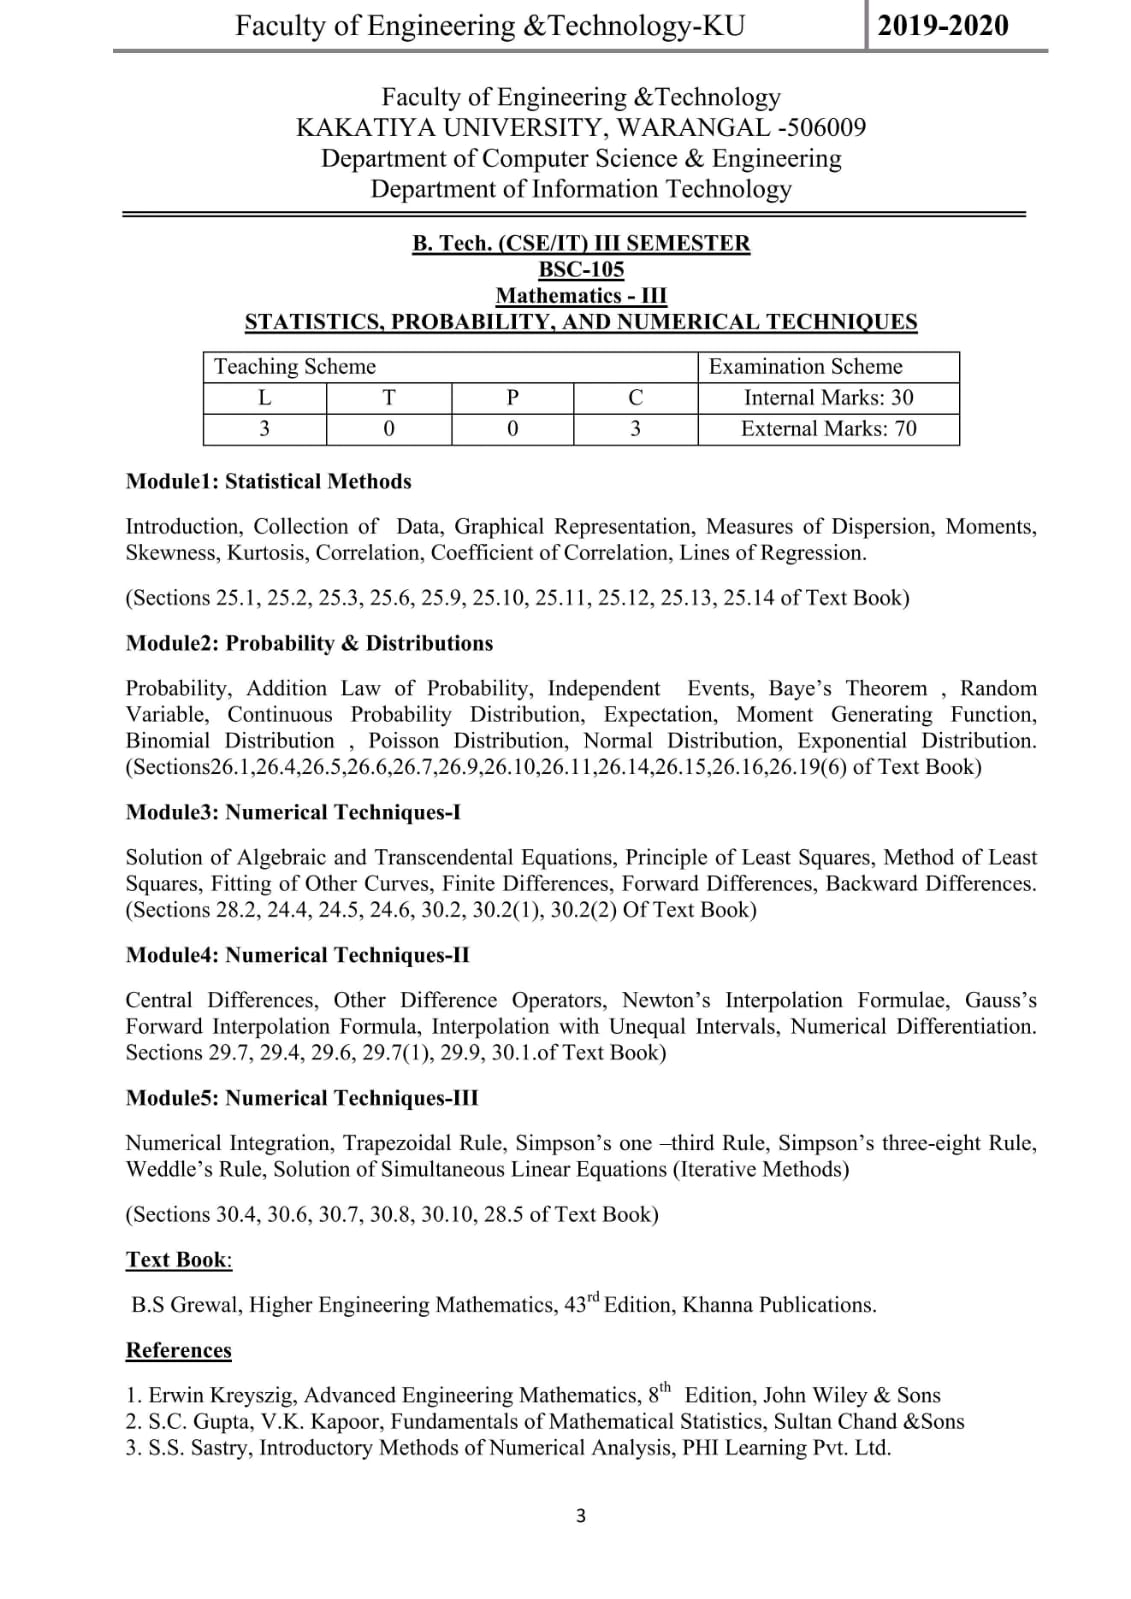 Faculty of Engineering &Technology-KU 2019-2020
Faculty of Engineering &Technology
KAKATIYA UNIVERSITY, WARANGAL -506009
Department of Computer Science & Engineering
Department of Information Technology
B. Tech. (CSE/IT) III SEMESTER
BSC-105
Mathematics - III
STATISTICS, PROBABILITY, AND NUMERICAL TECHNIQUES
Teaching Scheme Examination Scheme
L T P C Internal Marks: 30
3 0 0 3 External Marks: 70
Module1: Statistical Methods
Introduction, Collection of Data, Graphical Representation, Measures of Dispersion, Moments,
Skewness, Kurtosis, Correlation, Coefficient of Correlation, Lines of Regression.
(Sections 25.1, 25.2, 25.3, 25.6, 25.9, 25.10, 25.11, 25.12, 25.13, 25.14 of Text Book)
Module2: Probability & Distributions
Probability, Addition Law of Probability, Independent Events, Baye’s Theorem , Random
Variable, Continuous Probability Distribution, Expectation, Moment Generating Function,
Binomial Distribution , Poisson Distribution, Normal Distribution, Exponential Distribution.
(Sections26.1,26.4,26.5,26.6,26.7,26.9,26.10,26.11,26.14,26.15,26.16,26.19(6) of Text Book)
Module3: Numerical Techniques-I
Solution of Algebraic and Transcendental Equations, Principle of Least Squares, Method of Least
Squares, Fitting of Other Curves, Finite Differences, Forward Differences, Backward Differences.
(Sections 28.2, 24.4, 24.5, 24.6, 30.2, 30.2(1), 30.2(2) Of Text Book)
Module4: Numerical Techniques-II
Central Differences, Other Difference Operators, Newton’s Interpolation Formulae, Gauss’s
Forward Interpolation Formula, Interpolation with Unequal Intervals, Numerical Differentiation.
Sections 29.7, 29.4, 29.6, 29.7(1), 29.9, 30.1.of Text Book)
Module5: Numerical Techniques-III
Numerical Integration, Trapezoidal Rule, Simpson’s one –third Rule, Simpson’s three-eight Rule,
Weddle’s Rule, Solution of Simultaneous Linear Equations (Iterative Methods)
(Sections 30.4, 30.6, 30.7, 30.8, 30.10, 28.5 of Text Book)
Text Book:
B.S Grewal, Higher Engineering Mathematics, 43rd Edition, Khanna Publications.
References
1. Erwin Kreyszig, Advanced Engineering Mathematics, 8th Edition, John Wiley & Sons
2. S.C. Gupta, V.K. Kapoor, Fundamentals of Mathematical Statistics, Sultan Chand &Sons
3. S.S. Sastry, Introductory Methods of Numerical Analysis, PHI Learning Pvt. Ltd.
3